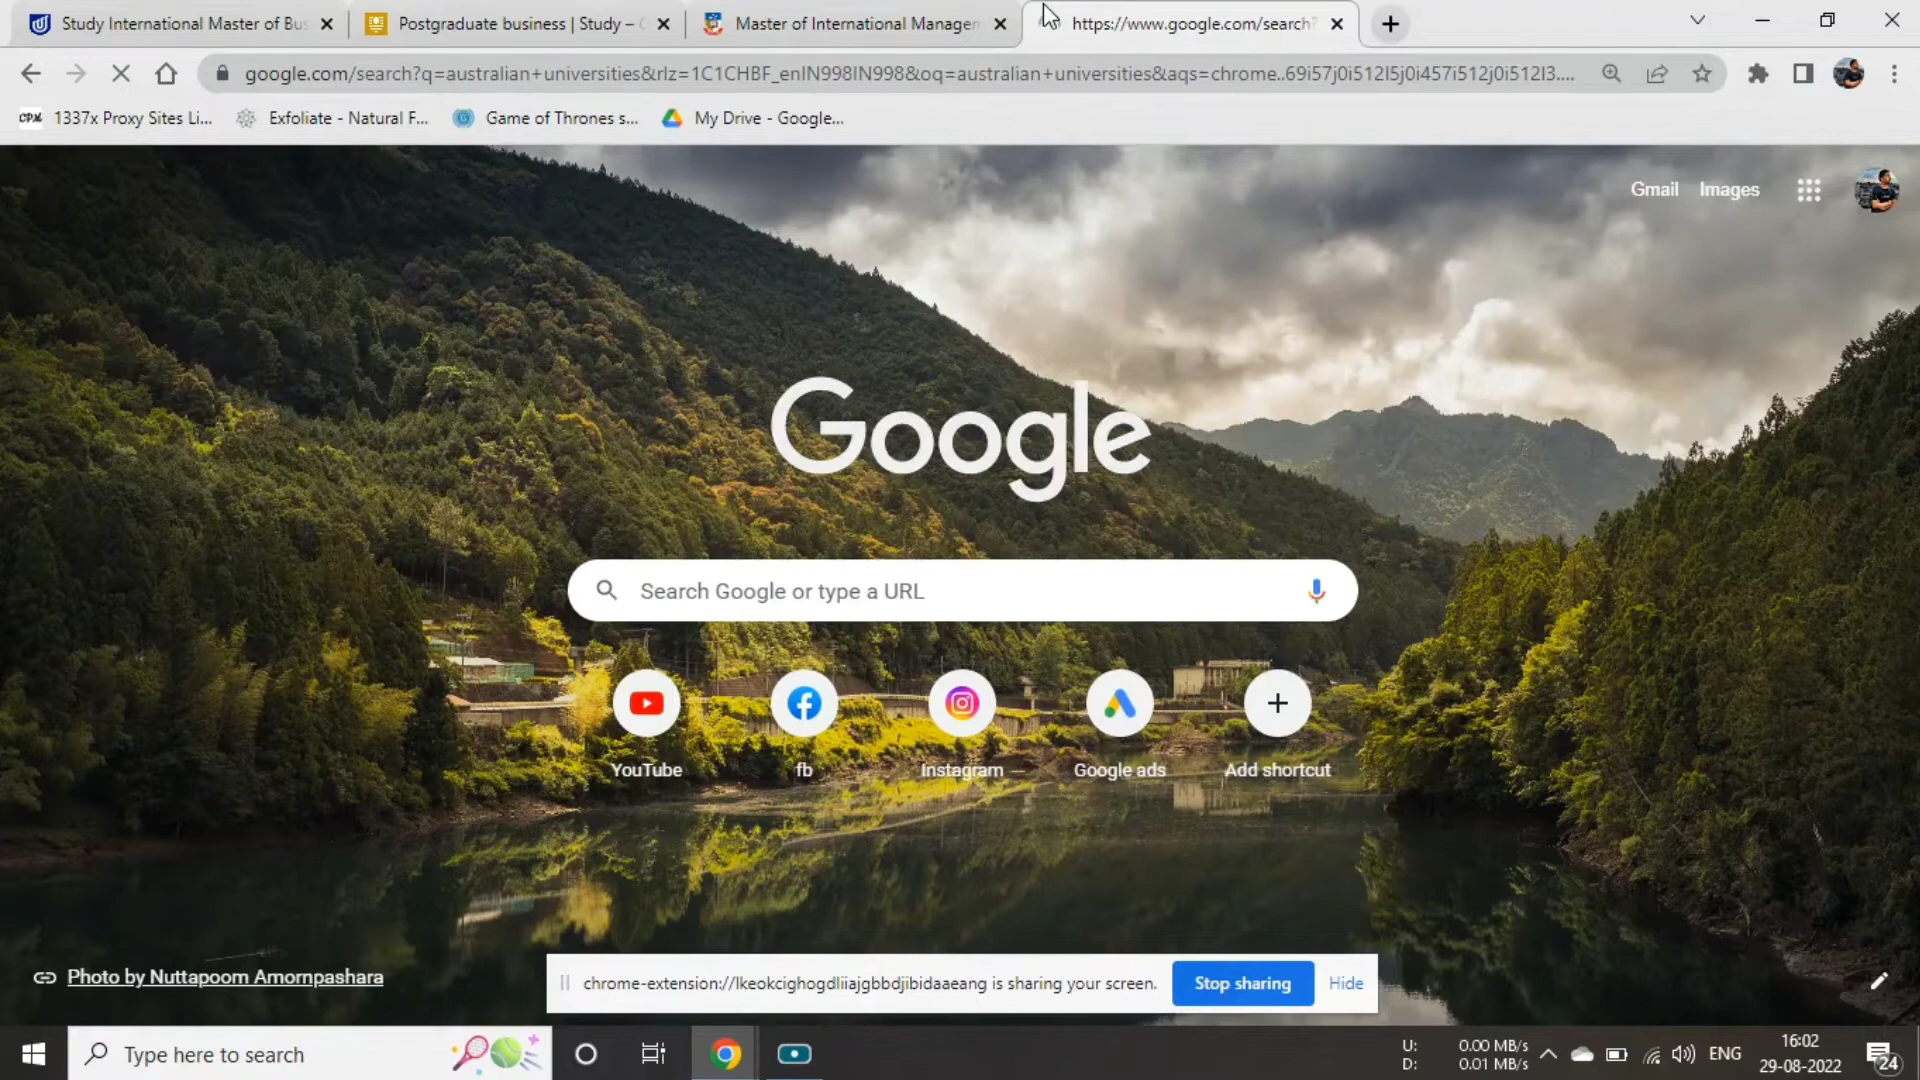 Study International Master of Bus
Postgraduate business | Study –
Master of International Managem
https://www.google.com/search?
google.com/search?q=australian+universities&rlz=1C1CHBF_enIN998IN998&oq=australian+universities&aqs=chrome..69i57j0i512l5j0i457i512j0i512l3....
CPM 1337x Proxy Sites Li...
Exfoliate - Natural F...
Game of Thrones s...
My Drive - Google...
Gmail Images
Google
Search Google or type a URL
YouTube
fb
Instagram
Google ads
Add shortcut
Photo by Nuttapoom Amornpashara
chrome-extension://lkeokcighogdliiajgbbdjibidaaeang is sharing your screen.
Stop sharing
Hide
Type here to search
U: 0.00 MB/s
D: 0.01 MB/s
ENG
16:02
29-08-2022
24